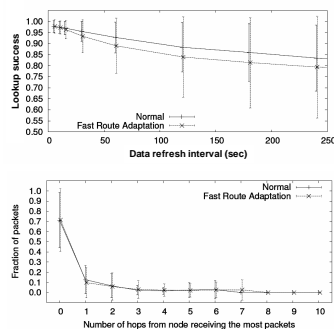 1.00
0.95
0.90
0.85
0.80
0.75
0.70
0.65
0.60
0.55
0.50
Lookup success
Normal
Fast Route Adaptation
0 50 100 150 200 250
Data refresh interval (sec)
1.0
0.9
0.8
0.7
0.6
0.5
0.4
0.3
0.2
0.1
0.0
Fraction of packets
Normal
Fast Route Adaptation
0 1 2 3 4 5 6 7 8 9 10
Number of hops from node receiving the most packets